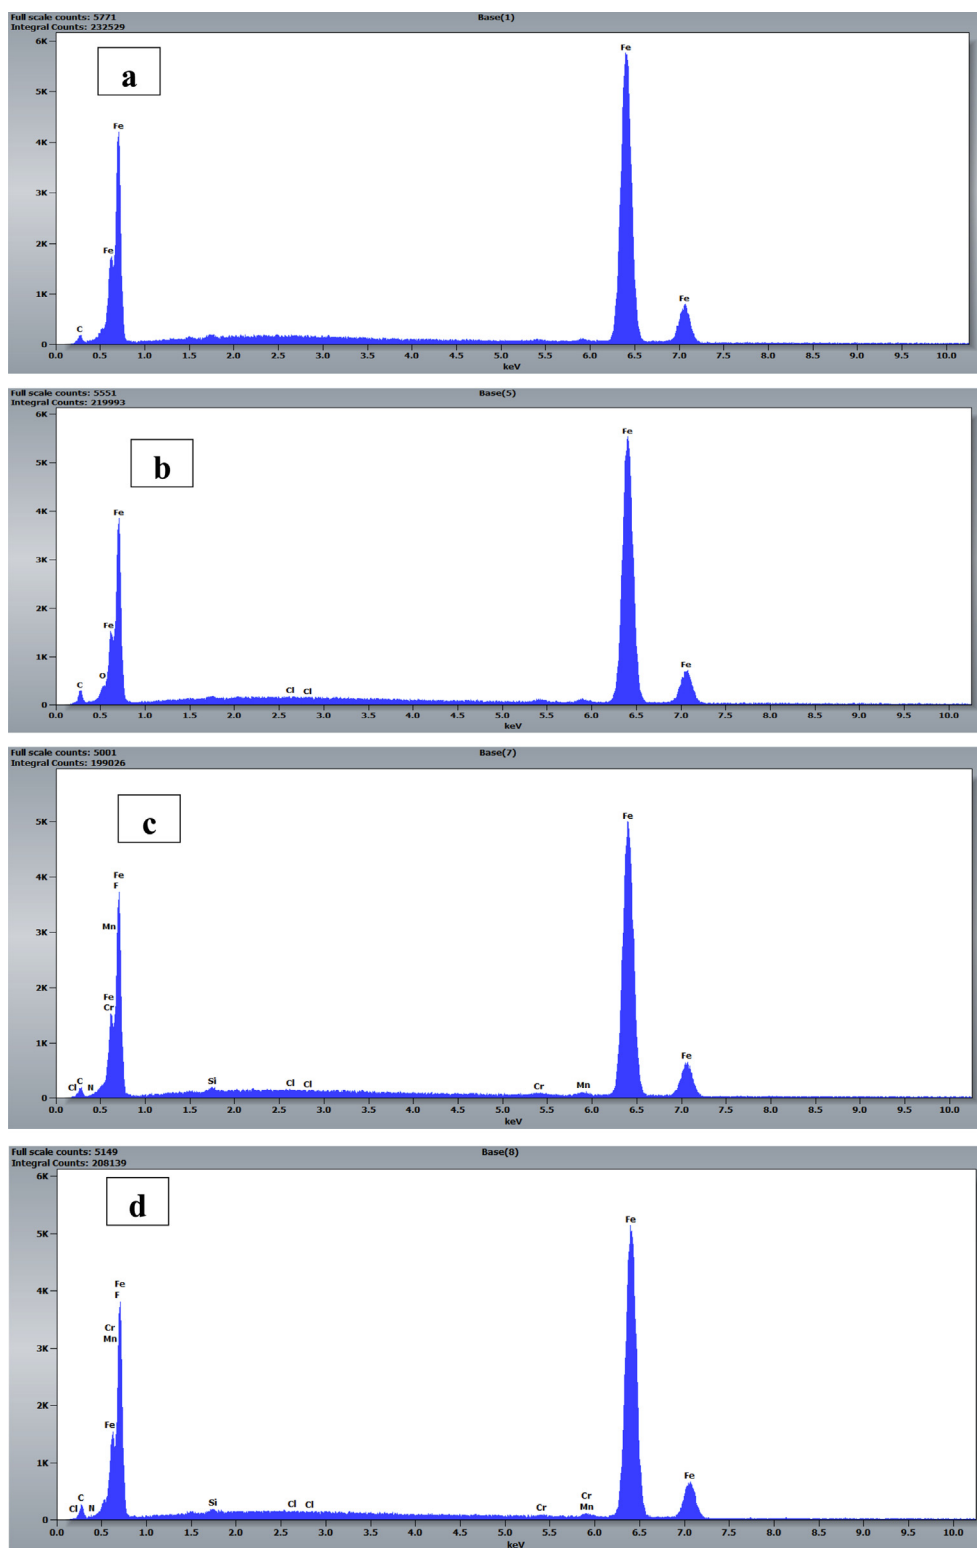 Full scale counts: 5771 Base(1)
Integral Counts: 232529
6K
a
Fe
5K
Fe
4K
3K
2K
Fe
1K
Fe
C
0
0.0 0.5 1.0 1.5 2.0 2.5 3.0 3.5 4.0 4.5 5.0 5.5 6.0 6.5 7.0 7.5 8.0 8.5 9.0 9.5 10.0
keV
Full scale counts: 5551 Base(5)
Integral Counts: 219993
6K
b
Fe
5K
Fe
4K
3K
2K
Fe
1K
C O Cl Cl Fe
0
0.0 0.5 1.0 1.5 2.0 2.5 3.0 3.5 4.0 4.5 5.0 5.5 6.0 6.5 7.0 7.5 8.0 8.5 9.0 9.5 10.0
keV
Full scale counts: 5001 Base(7)
Integral Counts: 199026
c
5K
Fe
Fe
F
4K
Mn
3K
2K
Fe
Cr
1K
Fe
Cl C N Si Cl Cl Cr Mn
0
0.0 0.5 1.0 1.5 2.0 2.5 3.0 3.5 4.0 4.5 5.0 5.5 6.0 6.5 7.0 7.5 8.0 8.5 9.0 9.5 10.0
keV
Full scale counts: 5149 Base(8)
Integral Counts: 208139
6K
d
Fe
5K
Fe
F
4K
Cr
Mn
3K
2K
Fe
1K
Fe
Cl C N Si Cl Cl Cr Cr
Mn
0
0.0 0.5 1.0 1.5 2.0 2.5 3.0 3.5 4.0 4.5 5.0 5.5 6.0 6.5 7.0 7.5 8.0 8.5 9.0 9.5 10.0
keV